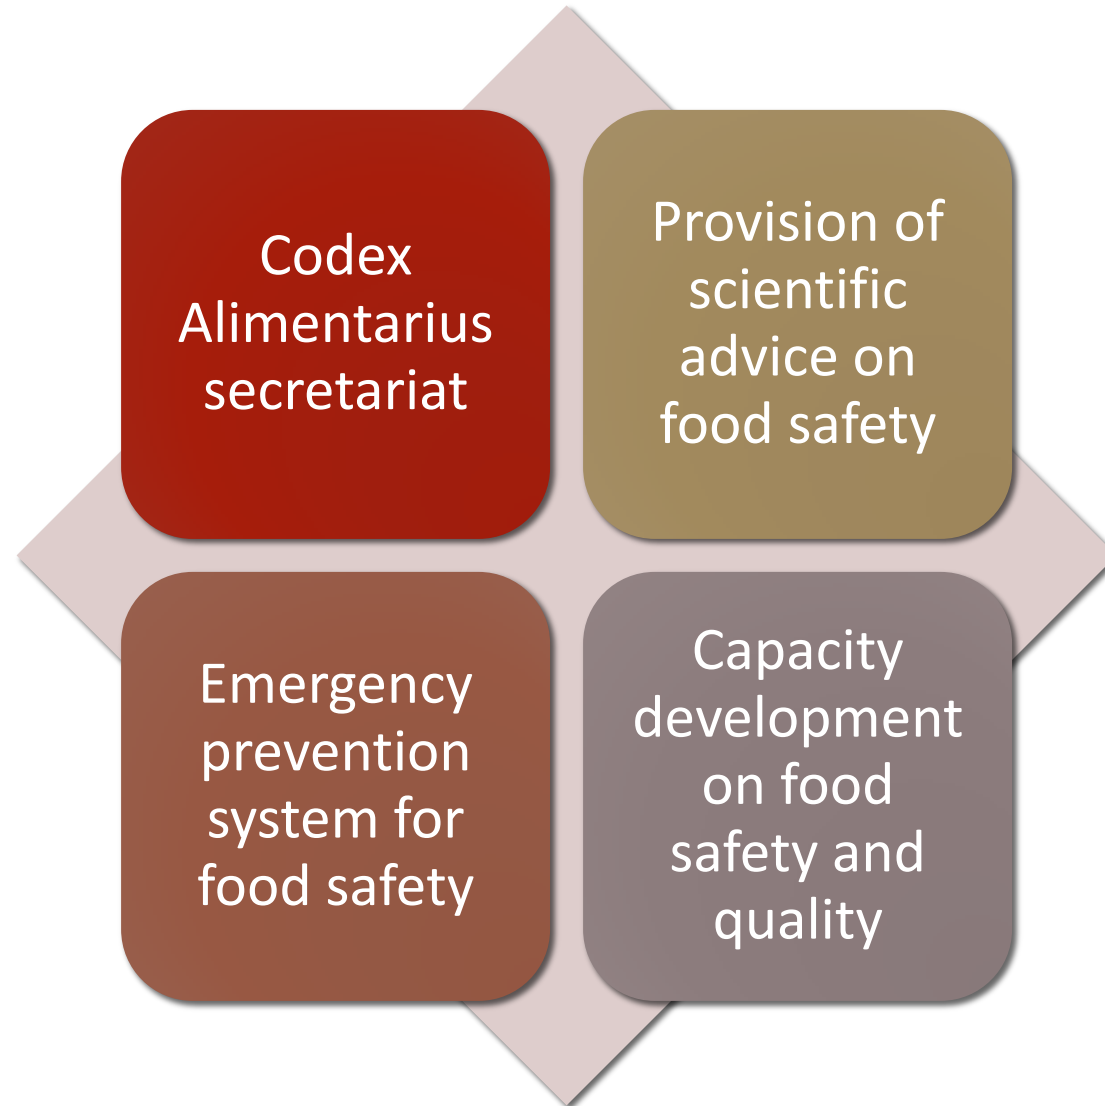 Codex
Alimentarius
secretariat
Provision of
scientific
advice on
food safety
Emergency
prevention
system for
food safety
Capacity
development
on food
safety and
quality